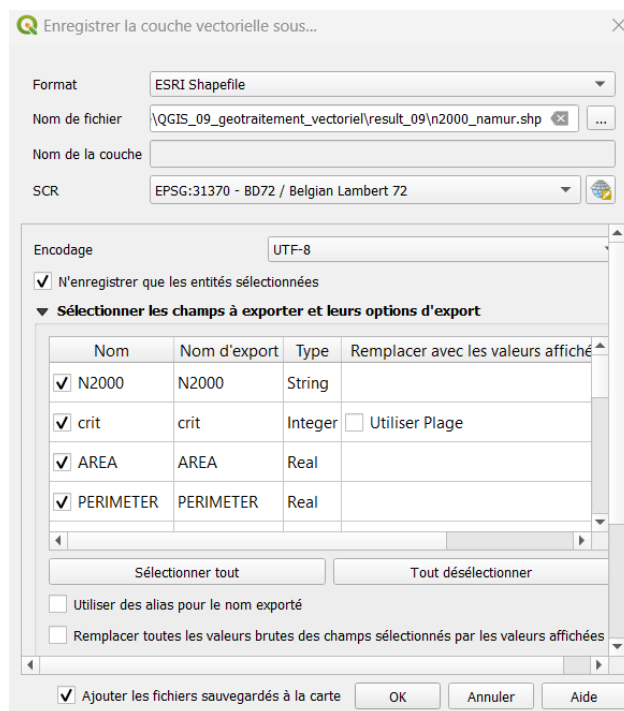 Enregistrer la couche vectorielle sous...
Format ESRI Shapefile
Nom de fichier \QGIS_09_geotraitement_vectoriel\result_09\n2000_namur.shp ...
Nom de la couche
SCR EPSG:31370 - BD72 / Belgian Lambert 72
Encodage UTF-8
N'enregistrer que les entités sélectionnées
Sélectionner les champs à exporter et leurs options d'export
Nom Nom d'export Type Remplacer avec les valeurs affiché
N2000 N2000 String
crit crit Integer Utiliser Plage
AREA AREA Real
PERIMETER PERIMETER Real
Sélectionner tout Tout désélectionner
Utiliser des alias pour le nom exporté
Remplacer toutes les valeurs brutes des champs sélectionnés par les valeurs affichées
Ajouter les fichiers sauvegardés à la carte OK Annuler Aide